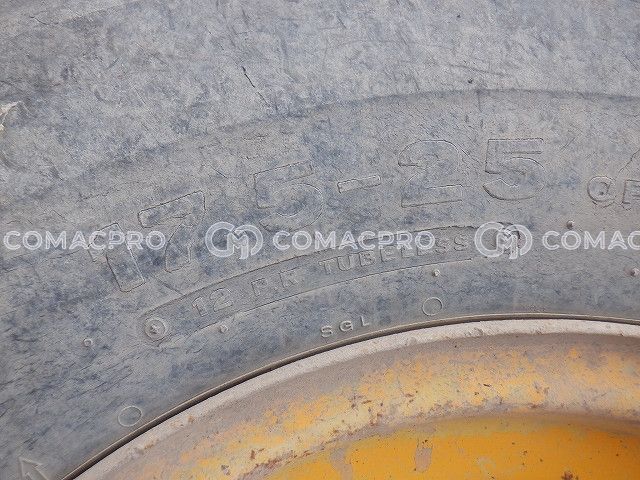 17.5-25
COMACPRO COMACPRO COMACPRO
12 P.R TUBELESS
SGL